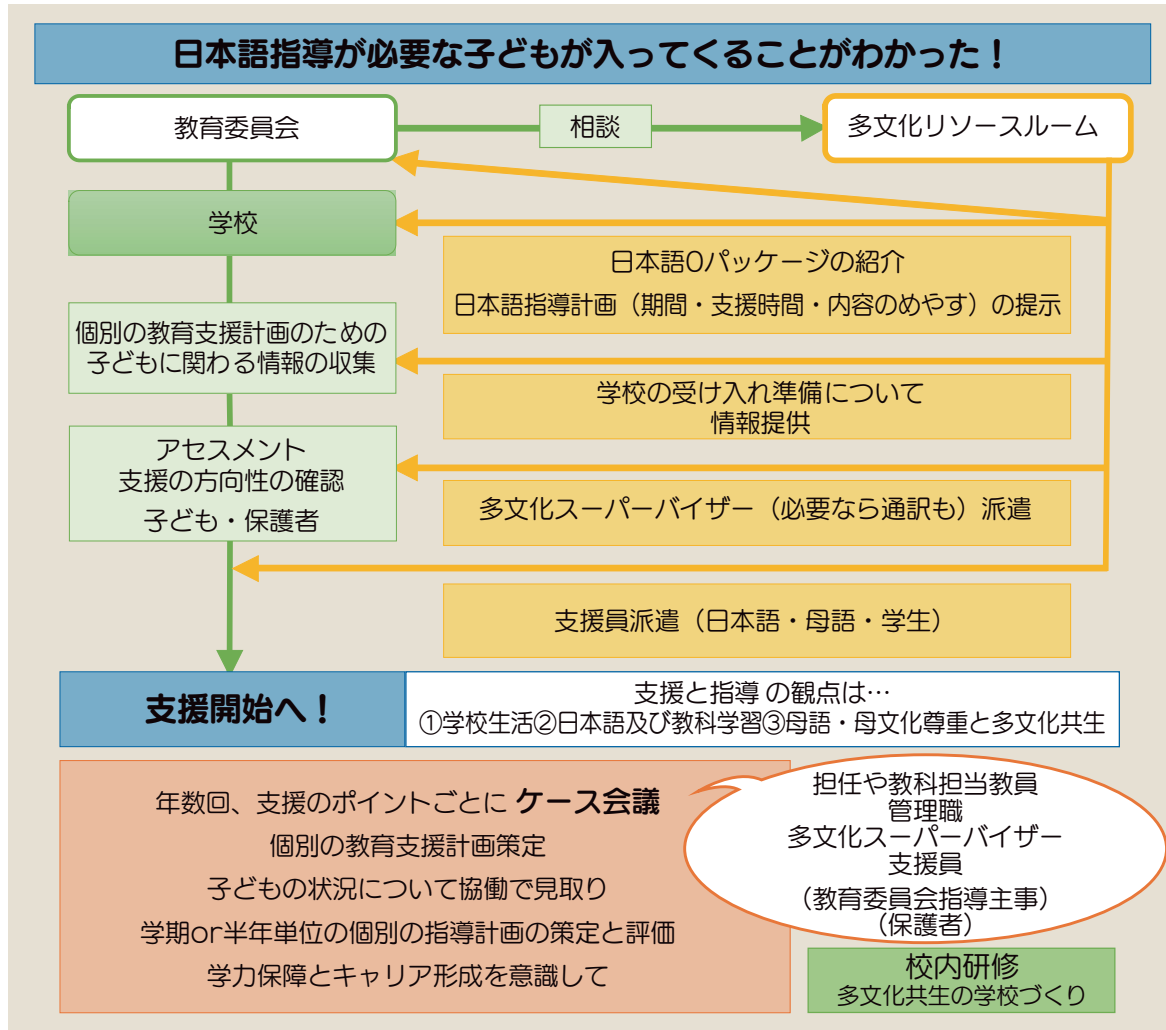 日本語指導が必要な子どもが入ってくることがわかった！
教育委員会
相談
多文化リソースルーム
学校
日本語0パッケージの紹介
日本語指導計画（期間・支援時間・内容のめやす）の提示
個別の教育支援計画のための
子どもに関わる情報の収集
学校の受け入れ準備について
情報提供
アセスメント
支援の方向性の確認
子ども・保護者
多文化スーパーバイザー（必要なら通訳も）派遣
支援員派遣（日本語・母語・学生）
支援開始へ！
支援と指導 の観点は…
①学校生活②日本語及び教科学習③母語・母文化尊重と多文化共生
年数回、支援のポイントごとに ケース会議
個別の教育支援計画策定
子どもの状況について協働で見取り
学期or半年単位の個別の指導計画の策定と評価
学力保障とキャリア形成を意識して
担任や教科担当教員
管理職
多文化スーパーバイザー
支援員
（教育委員会指導主事）
（保護者）
校内研修
多文化共生の学校づくり